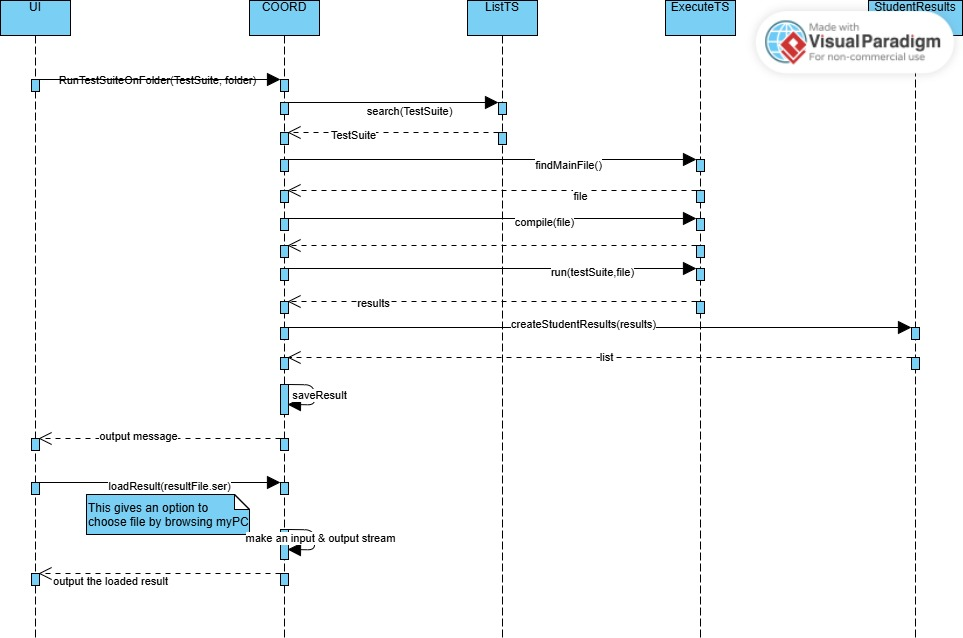 UI
COORD
ListTS
ExecuteTS
StudentResults
Made with
VisualParadigm
For non-commercial use
RunTestSuiteOnFolder(TestSuite, folder)
search(TestSuite)
TestSuite
findMainFile()
file
compile(file)
run(testSuite,file)
results
createStudentResults(results)
list
saveResult
output message
loadResult(resultFile.ser)
This gives an option to
choose file by browsing myPC
make an input & output stream
output the loaded result